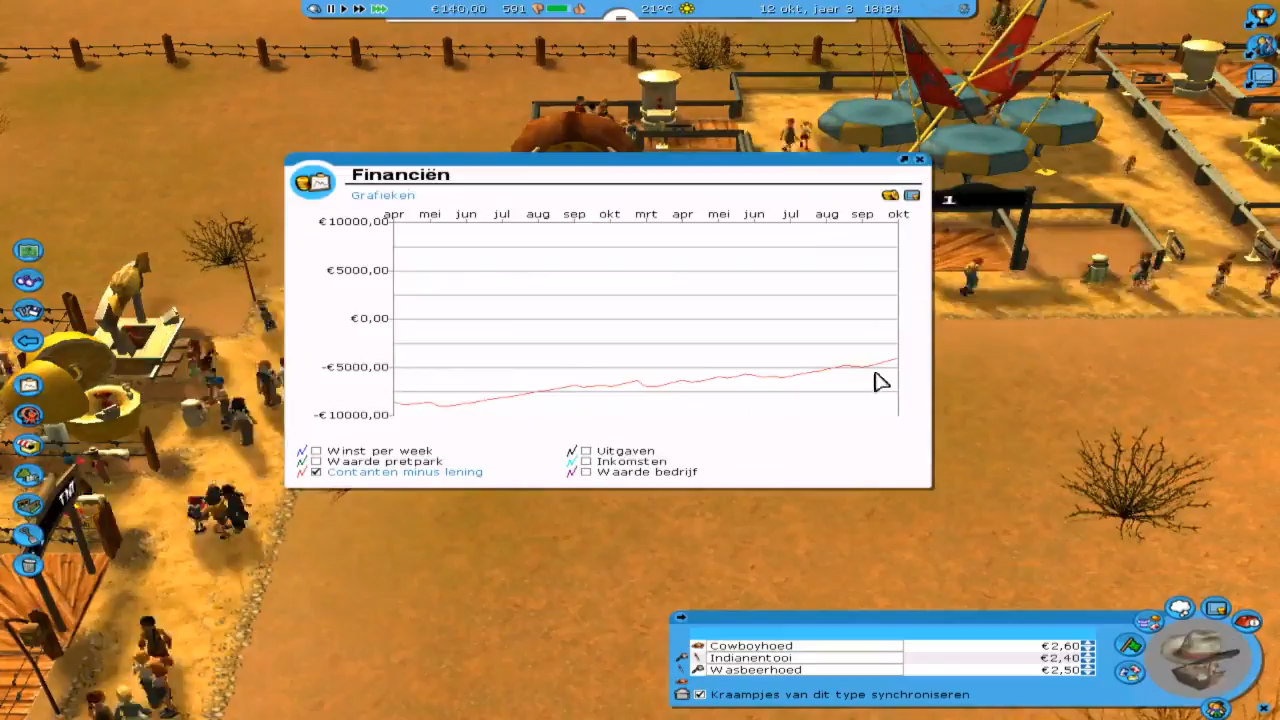 €140,00 591 21°C 12 okt, jaar 3 18:34
Financiën
Grafieken
apr mei jun jul aug sep okt mrt apr mei jun jul aug sep okt
€10000,00
€5000,00
€0,00
-€5000,00
-€10000,00
Winst per week
Uitgaven
Waarde pretpark
Inkomsten
Contanten minus lening
Waarde bedrijf
1
TNT
Cowboyhoed €2,60
Indianentooi €2,40
Wasbeerhoed €2,50
Kraampjes van dit type synchroniseren